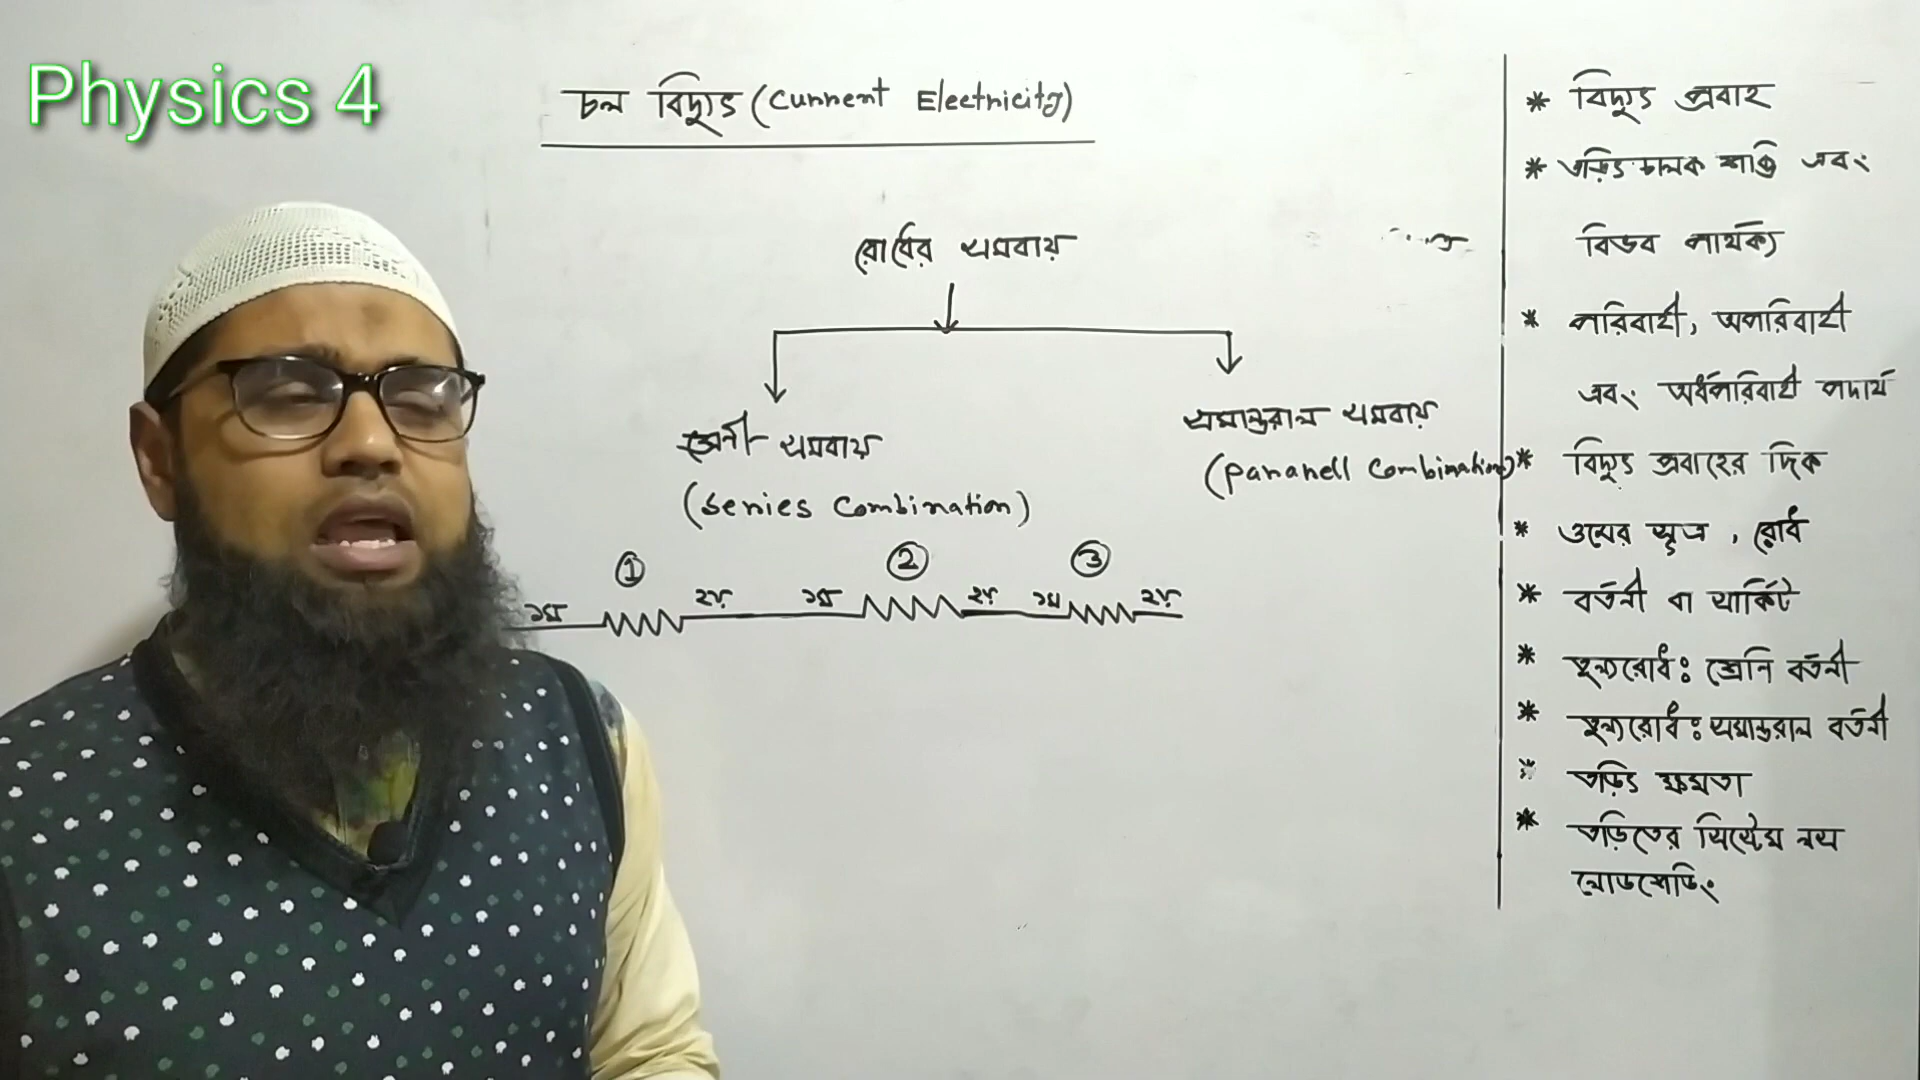 Physics 4
চল বিদ্যুৎ (Current Electricity)
রোধের সমবায়
শ্রেনী সমবায়
(Series Combination)
সমান্তরাল সমবায়
(Pararell Combination)
① ② ③
১ম ২য় ১ম ২য় ১ম ২য়
* বিদ্যুৎ প্রবাহ
* তড়িৎ চালক শক্তি এবং
বিভব পার্থক্য
* পরিবাহী, অপরিবাহী
এবং অর্ধপরিবাহী পদার্থ
* বিদ্যুৎ প্রবাহের দিক
* ওমের সূত্র , রোধ
* বর্তনী বা সার্কিট
* তুল্যরোধ: শ্রেনি বর্তনী
* তুল্যরোধ: সমান্তরাল বর্তনী
* তড়িৎ ক্ষমতা
* তড়িতের সিস্টেম লস
লোডশেডিং